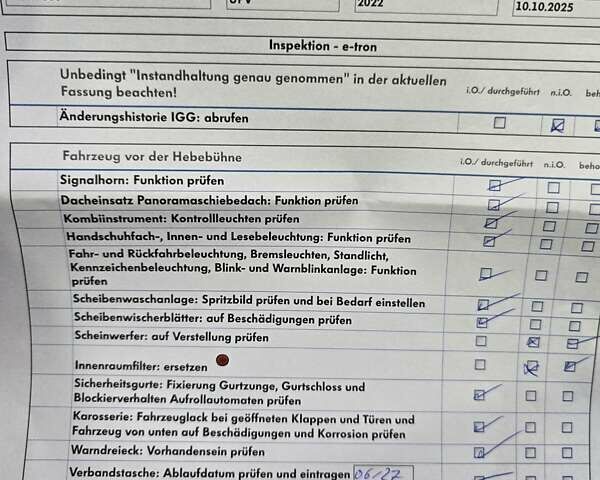 2022
10.10.2025
Inspektion - e-tron
Unbedingt "Instandhaltung genau genommen" in der aktuellen
Fassung beachten!
i.O./ durchgeführt n.i.O.
Änderungshistorie IGG: abrufen
Fahrzeug vor der Hebebühne
i.O./ durchgeführt n.i.O.
Signalhorn: Funktion prüfen
Dacheinsatz Panoramaschiebedach: Funktion prüfen
Kombiinstrument: Kontrollleuchten prüfen
Handschuhfach-, Innen- und Lesebeleuchtung: Funktion prüfen
Fahr- und Rückfahrbeleuchtung, Bremsleuchten, Standlicht,
Kennzeichenbeleuchtung, Blink- und Warnblinkanlage: Funktion
prüfen
Scheibenwaschanlage: Spritzbild prüfen und bei Bedarf einstellen
Scheibenwischerblätter: auf Beschädigungen prüfen
Scheinwerfer: auf Verstellung prüfen
Innenraumfilter: ersetzen
Sicherheitsgurte: Fixierung Gurtzunge, Gurtschloss und
Blockierverhalten Aufrollautomaten prüfen
Karosserie: Fahrzeuglack bei geöffneten Klappen und Türen und
Fahrzeug von unten auf Beschädigungen und Korrosion prüfen
Warndreieck: Vorhandensein prüfen
Verbandstasche: Ablaufdatum prüfen und eintragen 06/27